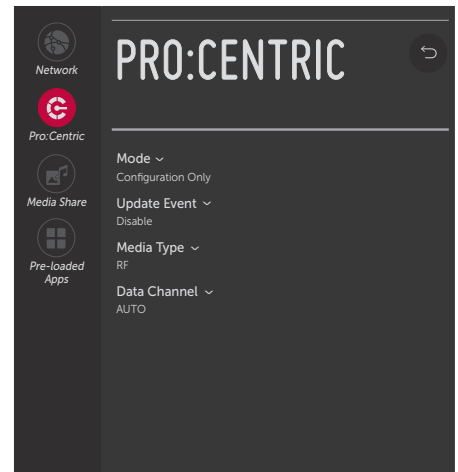 Network
Pro:Centric
Media Share
Pre-loaded
Apps
PRO:CENTRIC
Mode
Configuration Only
Update Event
Disable
Media Type
RF
Data Channel
AUTO